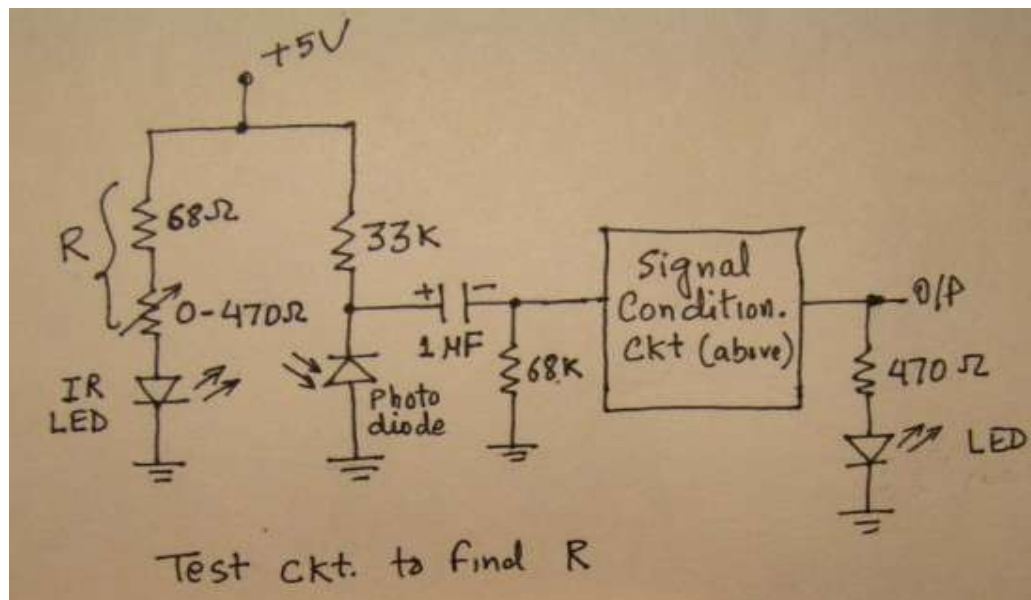 +5V
R
68Ω
0-470Ω
IR
LED
33K
+ -
1 MF
Photo
diode
68K
Signal
Condition.
Ckt (above)
O/P
470 Ω
LED
Test ckt. to find R